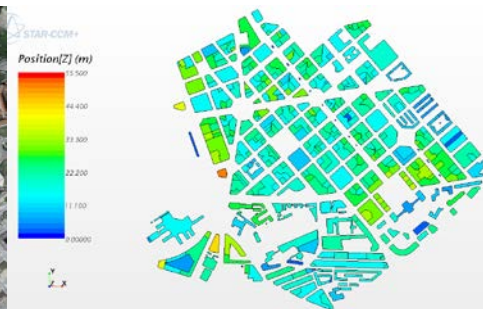 STAR-CCM+
Position[Z] (m)
55.500
44.400
33.300
22.200
11.100
0.00000
Y
Z X